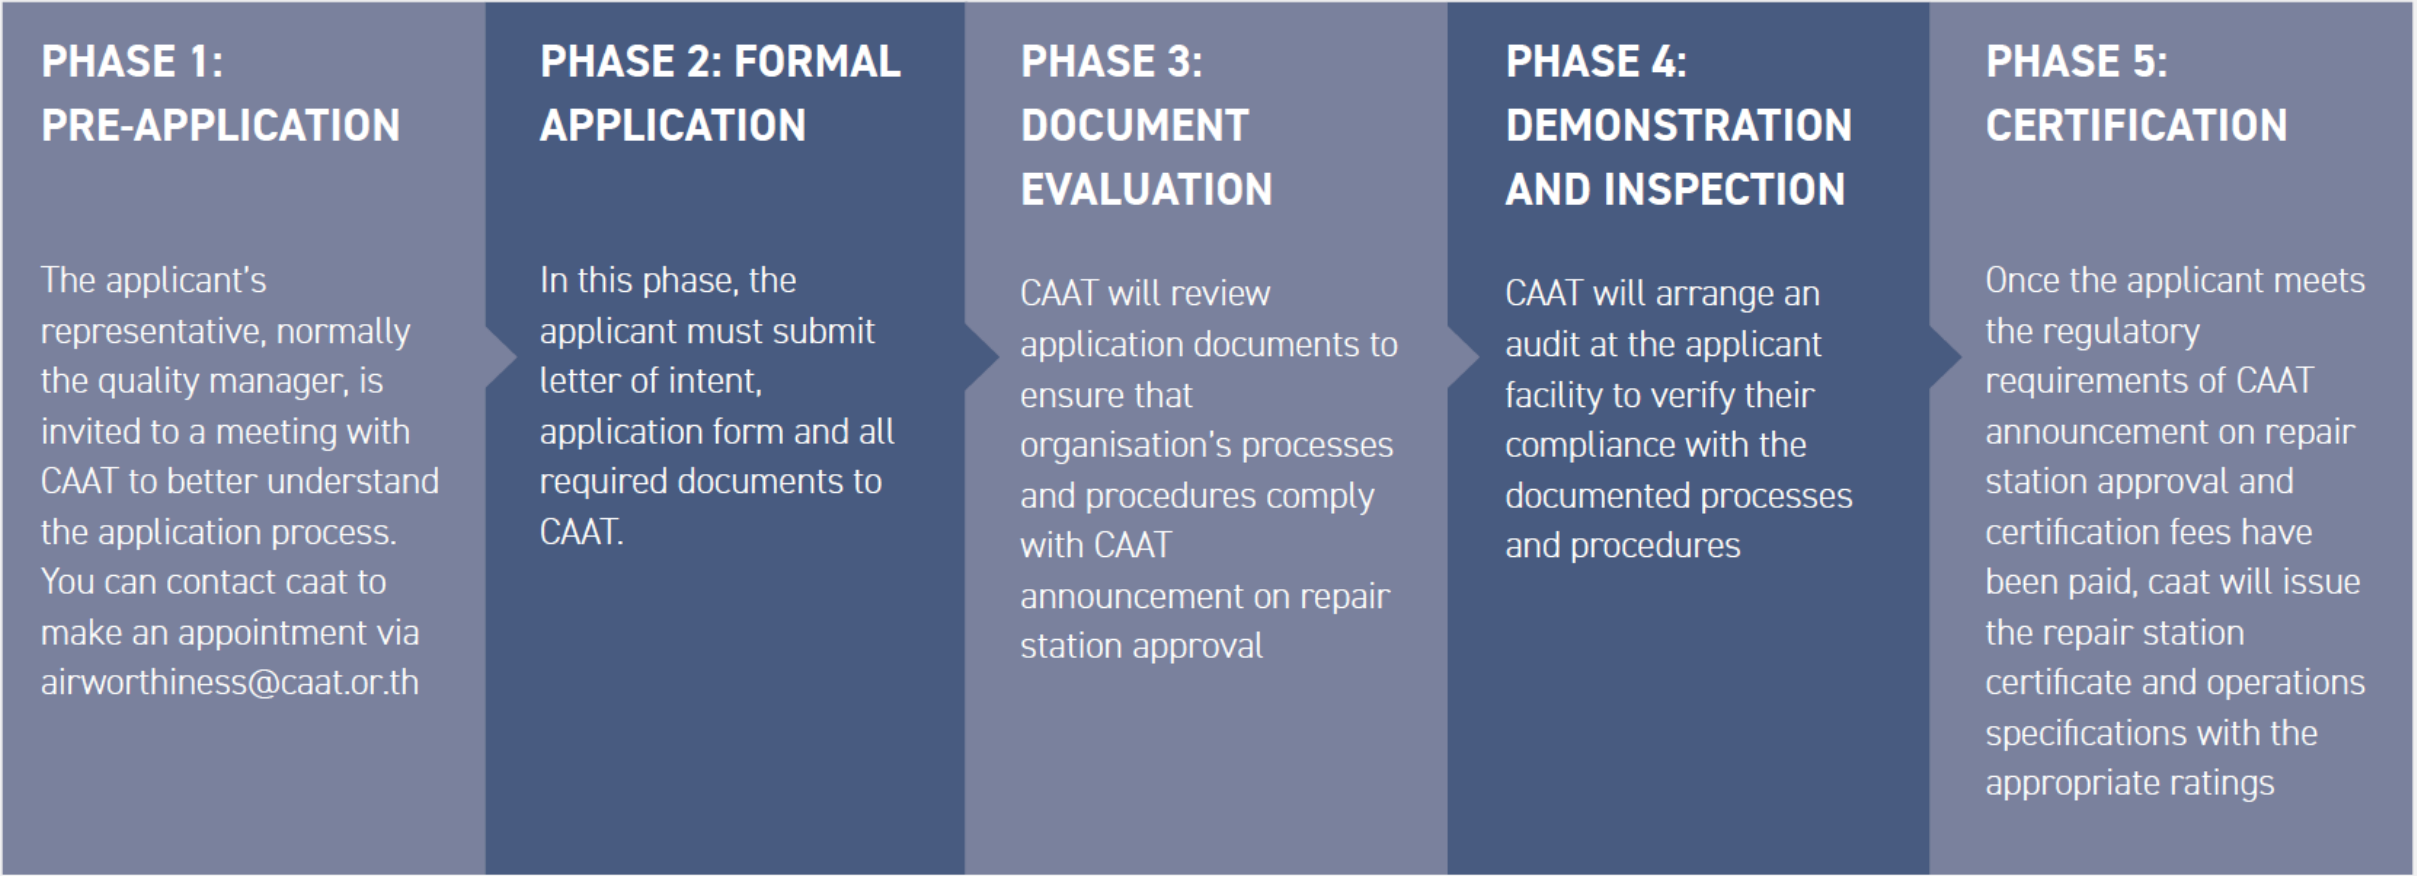 PHASE 1:
PRE-APPLICATION
The applicant's
representative, normally
the quality manager, is
invited to a meeting with
CAAT to better understand
the application process.
You can contact caat to
make an appointment via
airworthiness@caat.or.th
PHASE 2: FORMAL
APPLICATION
In this phase, the
applicant must submit
letter of intent,
application form and all
required documents to
CAAT.
PHASE 3:
DOCUMENT
EVALUATION
CAAT will review
application documents to
ensure that
organisation's processes
and procedures comply
with CAAT
announcement on repair
station approval
PHASE 4:
DEMONSTRATION
AND INSPECTION
CAAT will arrange an
audit at the applicant
facility to verify their
compliance with the
documented processes
and procedures
PHASE 5:
CERTIFICATION
Once the applicant meets
the regulatory
requirements of CAAT
announcement on repair
station approval and
certification fees have
been paid, caat will issue
the repair station
certificate and operations
specifications with the
appropriate ratings